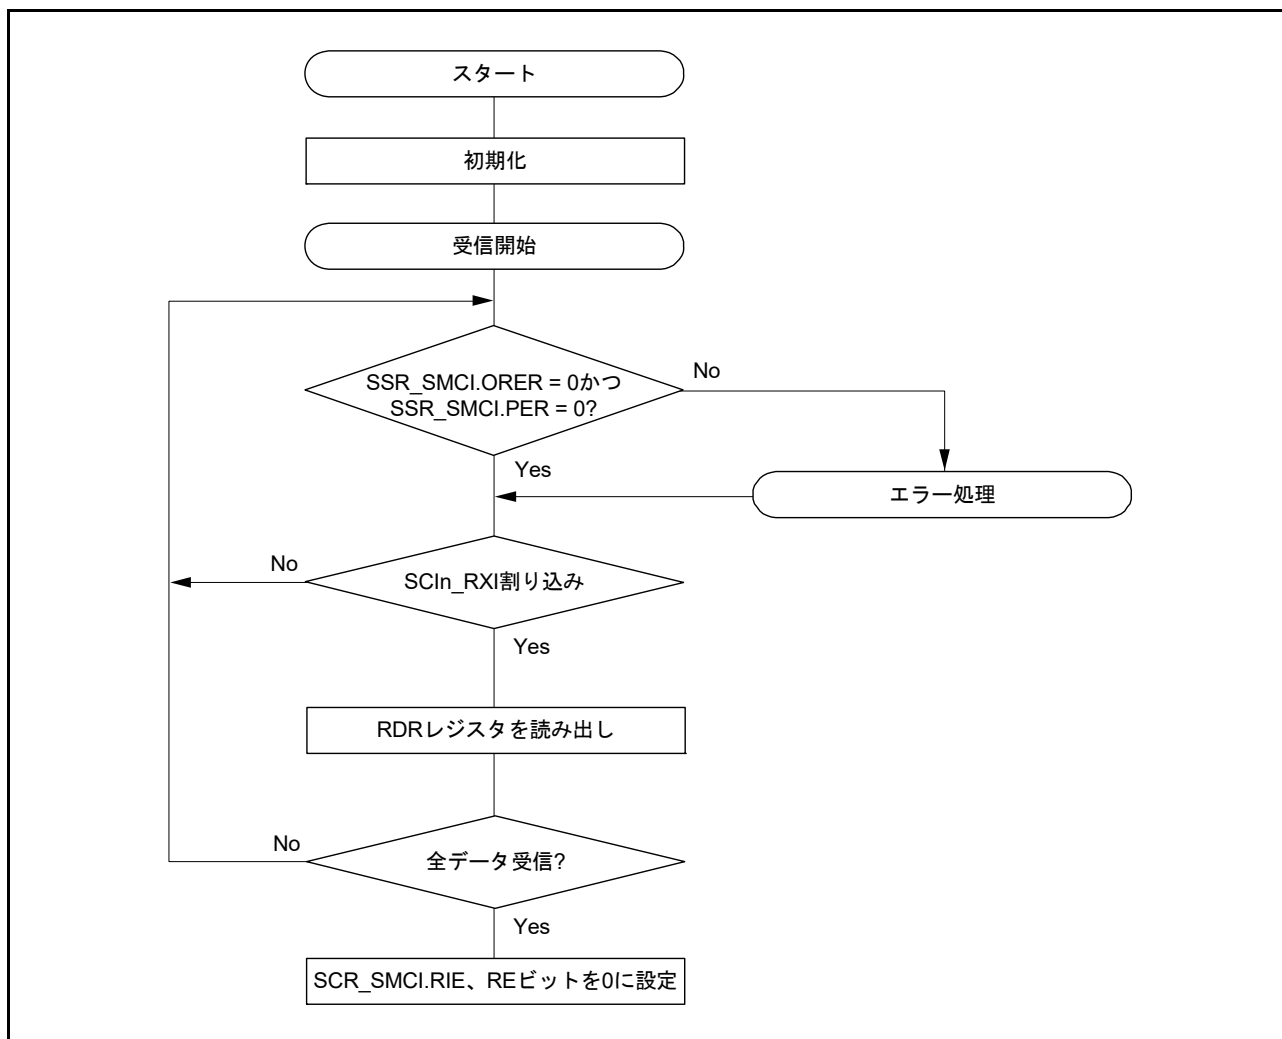 スタート
初期化
受信開始
SSR_SMCI.ORER = 0かつ
SSR_SMCI.PER = 0?
No
Yes
エラー処理
No
SCIn_RXI割り込み
Yes
RDRレジスタを読み出し
No
全データ受信?
Yes
SCR_SMCI.RIE、REビットを0に設定